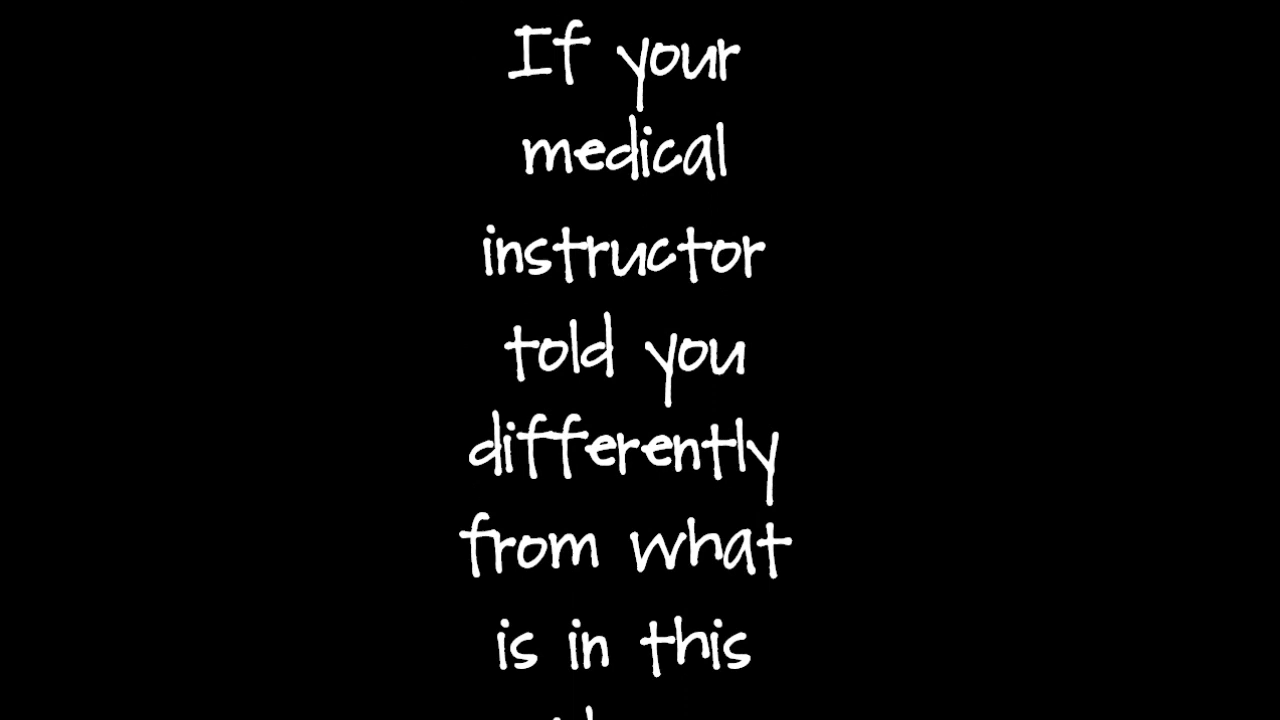 If your
medical
instructor
told you
differently
from what
is in this